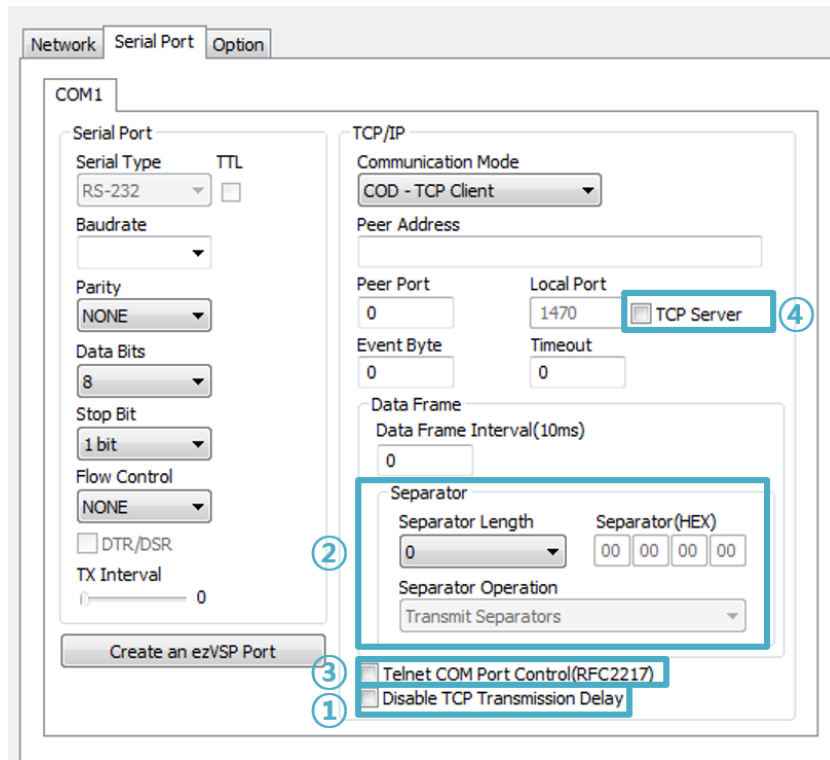 Network Serial Port Option
COM1
Serial Port
Serial Type TTL
RS-232
Baudrate
Parity
NONE
Data Bits
8
Stop Bit
1 bit
Flow Control
NONE
DTR/DSR
TX Interval
0
Create an ezVSP Port
TCP/IP
Communication Mode
COD - TCP Client
Peer Address
Peer Port Local Port
0 1470 TCP Server ④
Event Byte Timeout
0 0
Data Frame
Data Frame Interval(10ms)
0
② Separator
Separator Length Separator(HEX)
0 00 00 00 00
Separator Operation
Transmit Separators
③ Telnet COM Port Control(RFC2217)
① Disable TCP Transmission Delay